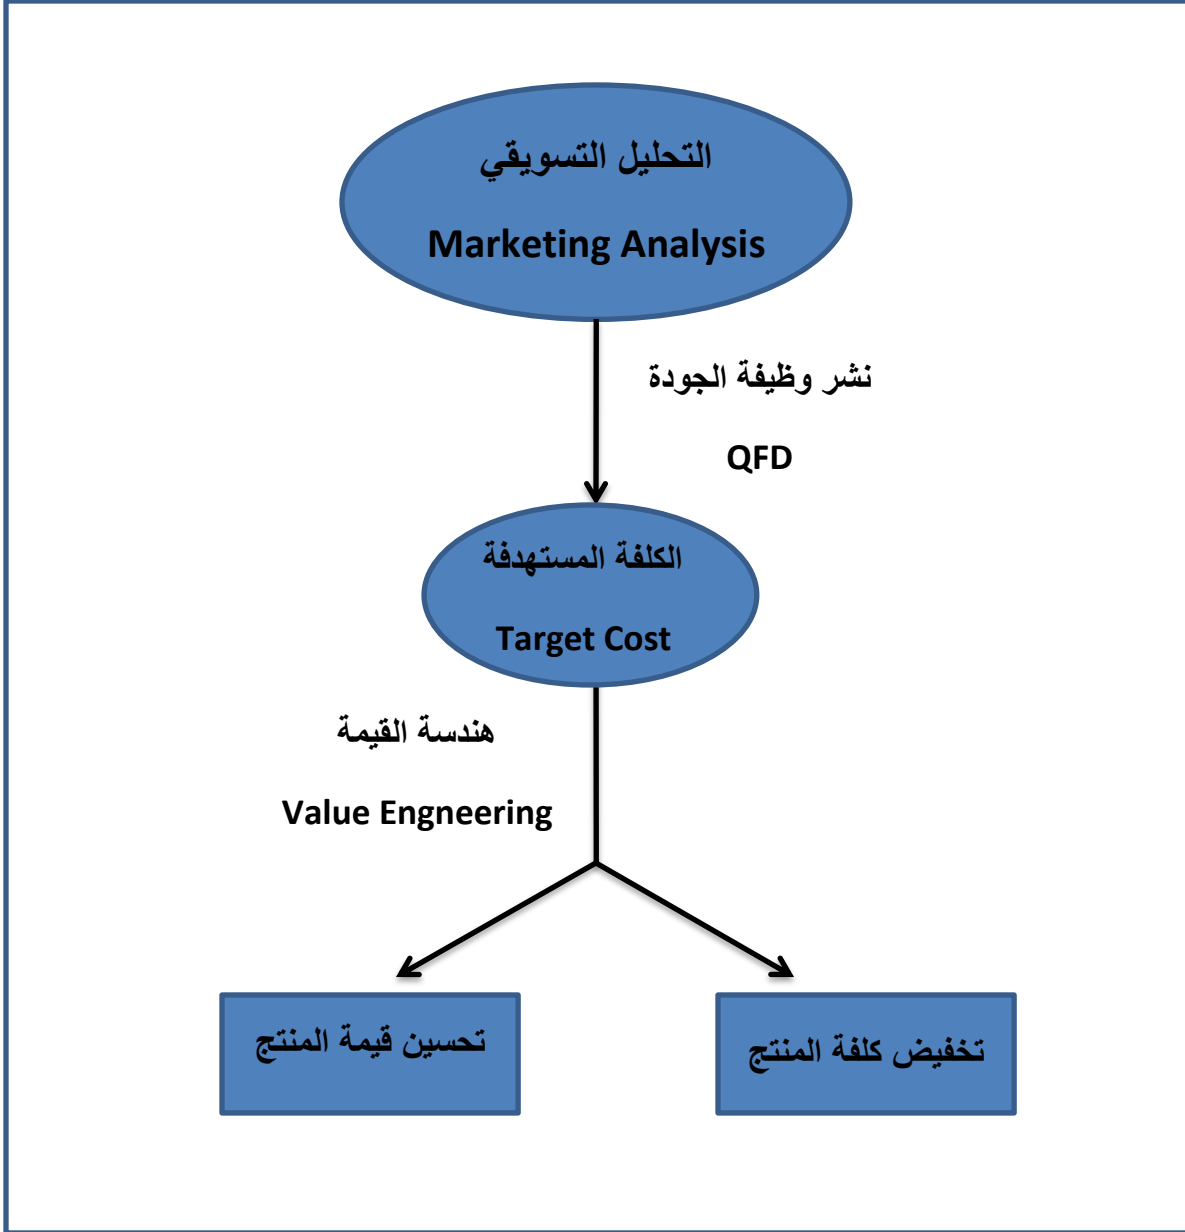 التحليل التسويقي
Marketing Analysis
نشر وظيفة الجودة
QFD
الكلفة المستهدفة
Target Cost
هندسة القيمة
Value Engneering
تخفيض كلفة المنتج
تحسين قيمة المنتج